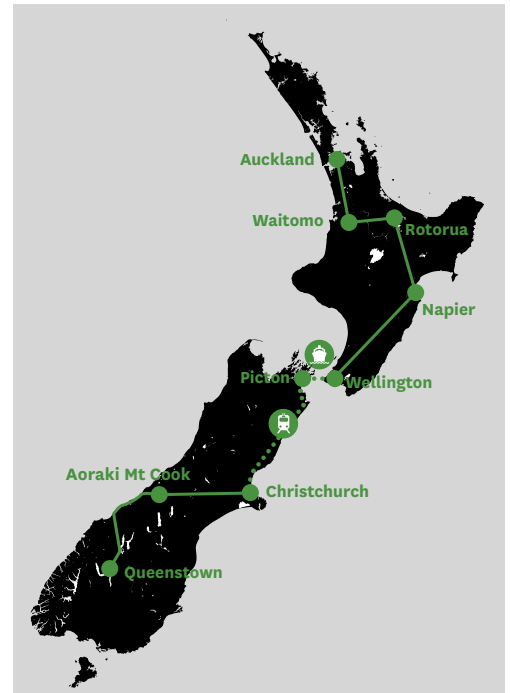 Auckland
Waitomo
Rotorua
Napier
Picton
Wellington
Aoraki Mt Cook
Christchurch
Queenstown